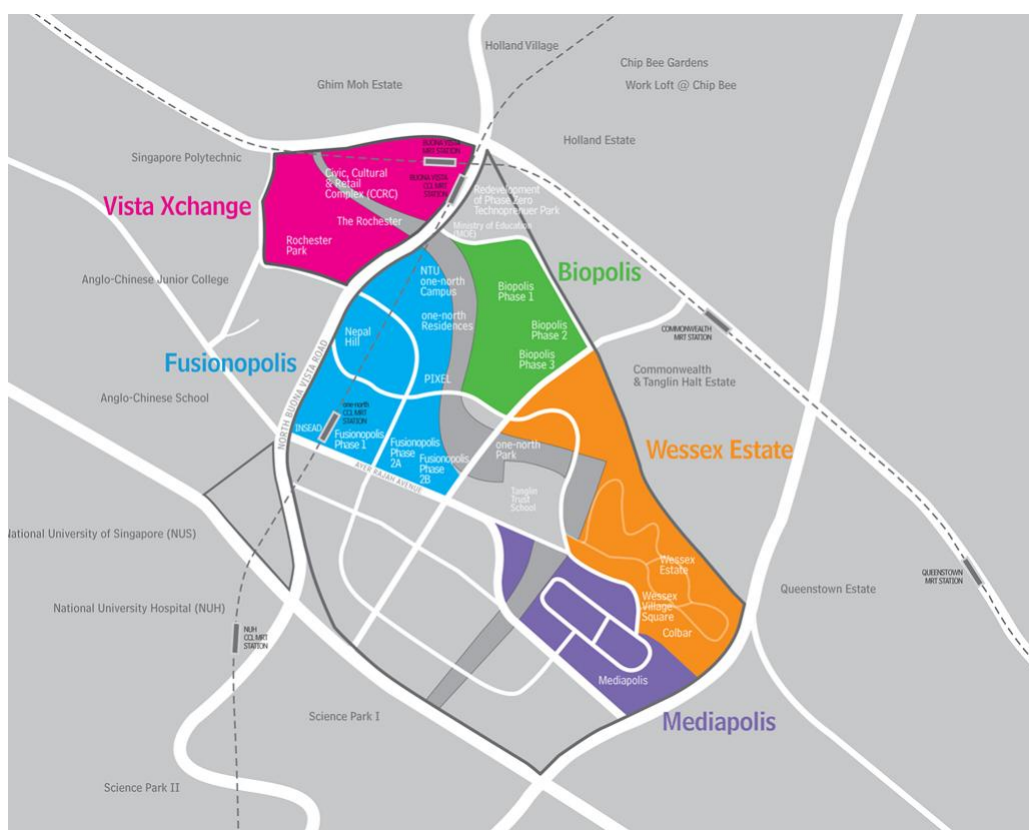 Holland Village
Chip Bee Gardens
Ghim Moh Estate
Work Loft @ Chip Bee
Holland Estate
BUONA VISTA
MRT STATION
Singapore Polytechnic
Civic, Cultural
& Retail
Complex (CCRC)
BUONA VISTA
CCL MRT
STATION
Redevelopment
of Phase Zero
Technoprenuer Park
Vista Xchange
The Rochester
Ministry of Education
(MOE)
Rochester
Park
Biopolis
Anglo-Chinese Junior College
NTU
one-north
Campus
Biopolis
Phase 1
one-north
Residences
Biopolis
Phase 2
Nepal
Hill
COMMONWEALTH
MRT STATION
Fusionopolis
Biopolis
Phase 3
NORTH BUONA VISTA ROAD
PIXEL
Commonwealth
& Tanglin Halt Estate
Anglo-Chinese School
one-north
CCL MRT
STATION
INSEAD
Fusionopolis
Phase 1
Fusionopolis
Phase
2A
Fusionopolis
Phase
2B
one-north
Park
Wessex Estate
AYER RAJAH AVENUE
Tanglin
Trust
School
National University of Singapore (NUS)
Wessex
Estate
QUEENSTOWN
MRT STATION
Queenstown Estate
National University Hospital (NUH)
Wessex
Village
Square
NUH
CCL MRT
STATION
Colbar
Mediapolis
Science Park I
Mediapolis
Science Park II